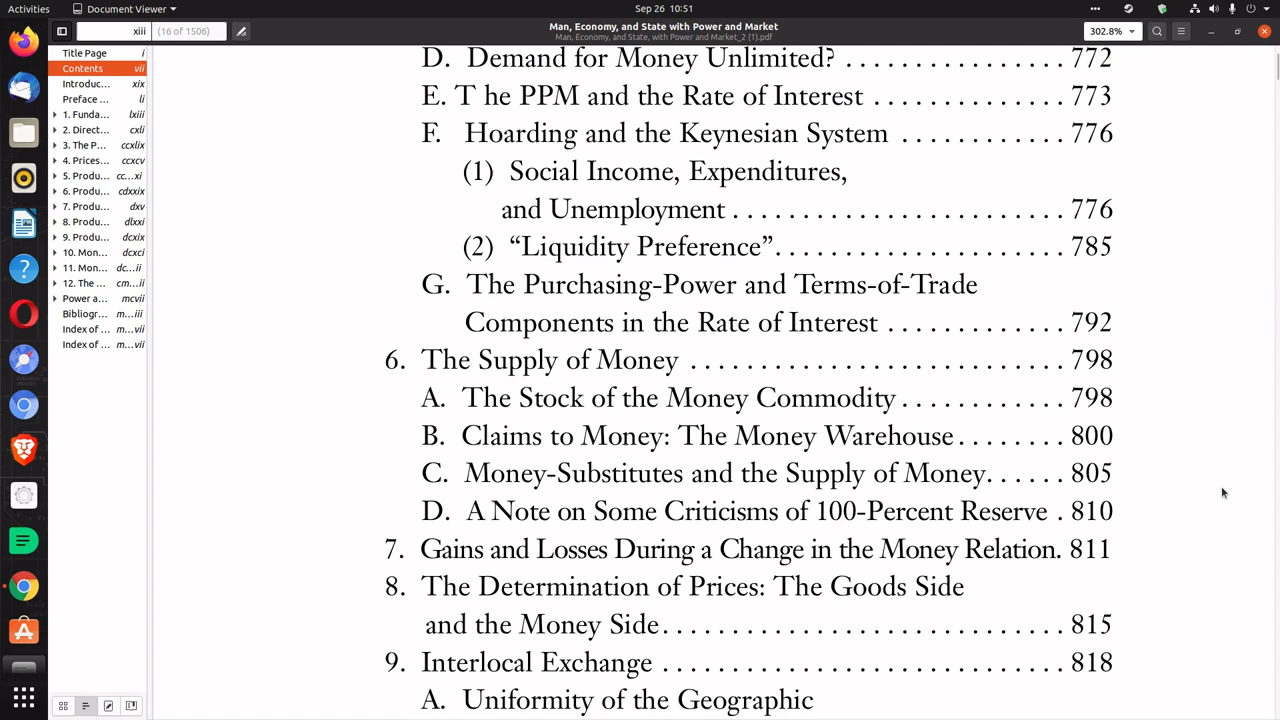 Activities
Document Viewer
Sep 26 10:51
xiii
(16 of 1506)
Man, Economy, and State with Power and Market
Man, Economy, and State, with Power and Market_2 (1).pdf
302.8%
Title Page i
Contents vii
Introduc... xix
Preface ... li
1. Funda... lxiii
2. Direct... cxli
3. The P... ccxlix
4. Prices... ccxcv
5. Produ... cc...xi
6. Produ... cdxxix
7. Produ... dxv
8. Produ... dlxxi
9. Produ... dcxix
10. Mon... dcxci
11. Mon... dc...ii
12. The ... cm...ii
Power a... mcvii
Bibliogr... m...iii
Index of ... m...vii
Index of ... m...vii
D. Demand for Money Unlimited? . . . . . . . . . . . . . . . . 772
E. T he PPM and the Rate of Interest . . . . . . . . . . . . . . 773
F. Hoarding and the Keynesian System . . . . . . . . . . . . 776
(1) Social Income, Expenditures,
and Unemployment . . . . . . . . . . . . . . . . . . . . . . . . 776
(2) “Liquidity Preference”. . . . . . . . . . . . . . . . . . . . . 785
G. The Purchasing-Power and Terms-of-Trade
Components in the Rate of Interest . . . . . . . . . . . . . 792
6. The Supply of Money . . . . . . . . . . . . . . . . . . . . . . . . . . . 798
A. The Stock of the Money Commodity . . . . . . . . . . . . 798
B. Claims to Money: The Money Warehouse. . . . . . . . 800
C. Money-Substitutes and the Supply of Money. . . . . . 805
D. A Note on Some Criticisms of 100-Percent Reserve . 810
7. Gains and Losses During a Change in the Money Relation. 811
8. The Determination of Prices: The Goods Side
and the Money Side. . . . . . . . . . . . . . . . . . . . . . . . . . . . . 815
9. Interlocal Exchange . . . . . . . . . . . . . . . . . . . . . . . . . . . . . 818
A. Uniformity of the Geographic